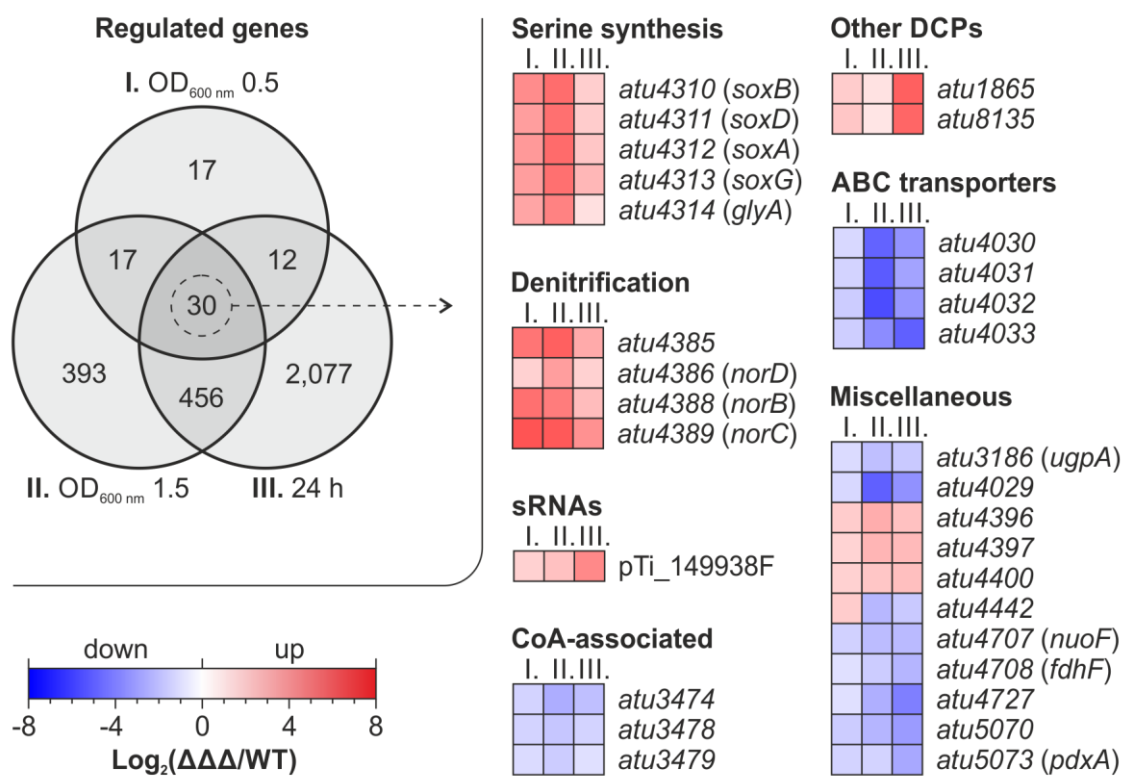 Regulated genes
I. OD600 nm 0.5
17
17
12
30
393
456
2,077
II. OD600 nm 1.5
III. 24 h
down
up
-8
-4
0
4
8
Log2(ΔΔΔ/WT)
Serine synthesis
I. II. III.
atu4310 (soxB)
atu4311 (soxD)
atu4312 (soxA)
atu4313 (soxG)
atu4314 (glyA)
Denitrification
I. II. III.
atu4385
atu4386 (norD)
atu4388 (norB)
atu4389 (norC)
sRNAs
I. II. III.
pTi_149938F
CoA-associated
I. II. III.
atu3474
atu3478
atu3479
Other DCPs
I. II. III.
atu1865
atu8135
ABC transporters
I. II. III.
atu4030
atu4031
atu4032
atu4033
Miscellaneous
I. II. III.
atu3186 (ugpA)
atu4029
atu4396
atu4397
atu4400
atu4442
atu4707 (nuoF)
atu4708 (fdhF)
atu4727
atu5070
atu5073 (pdxA)